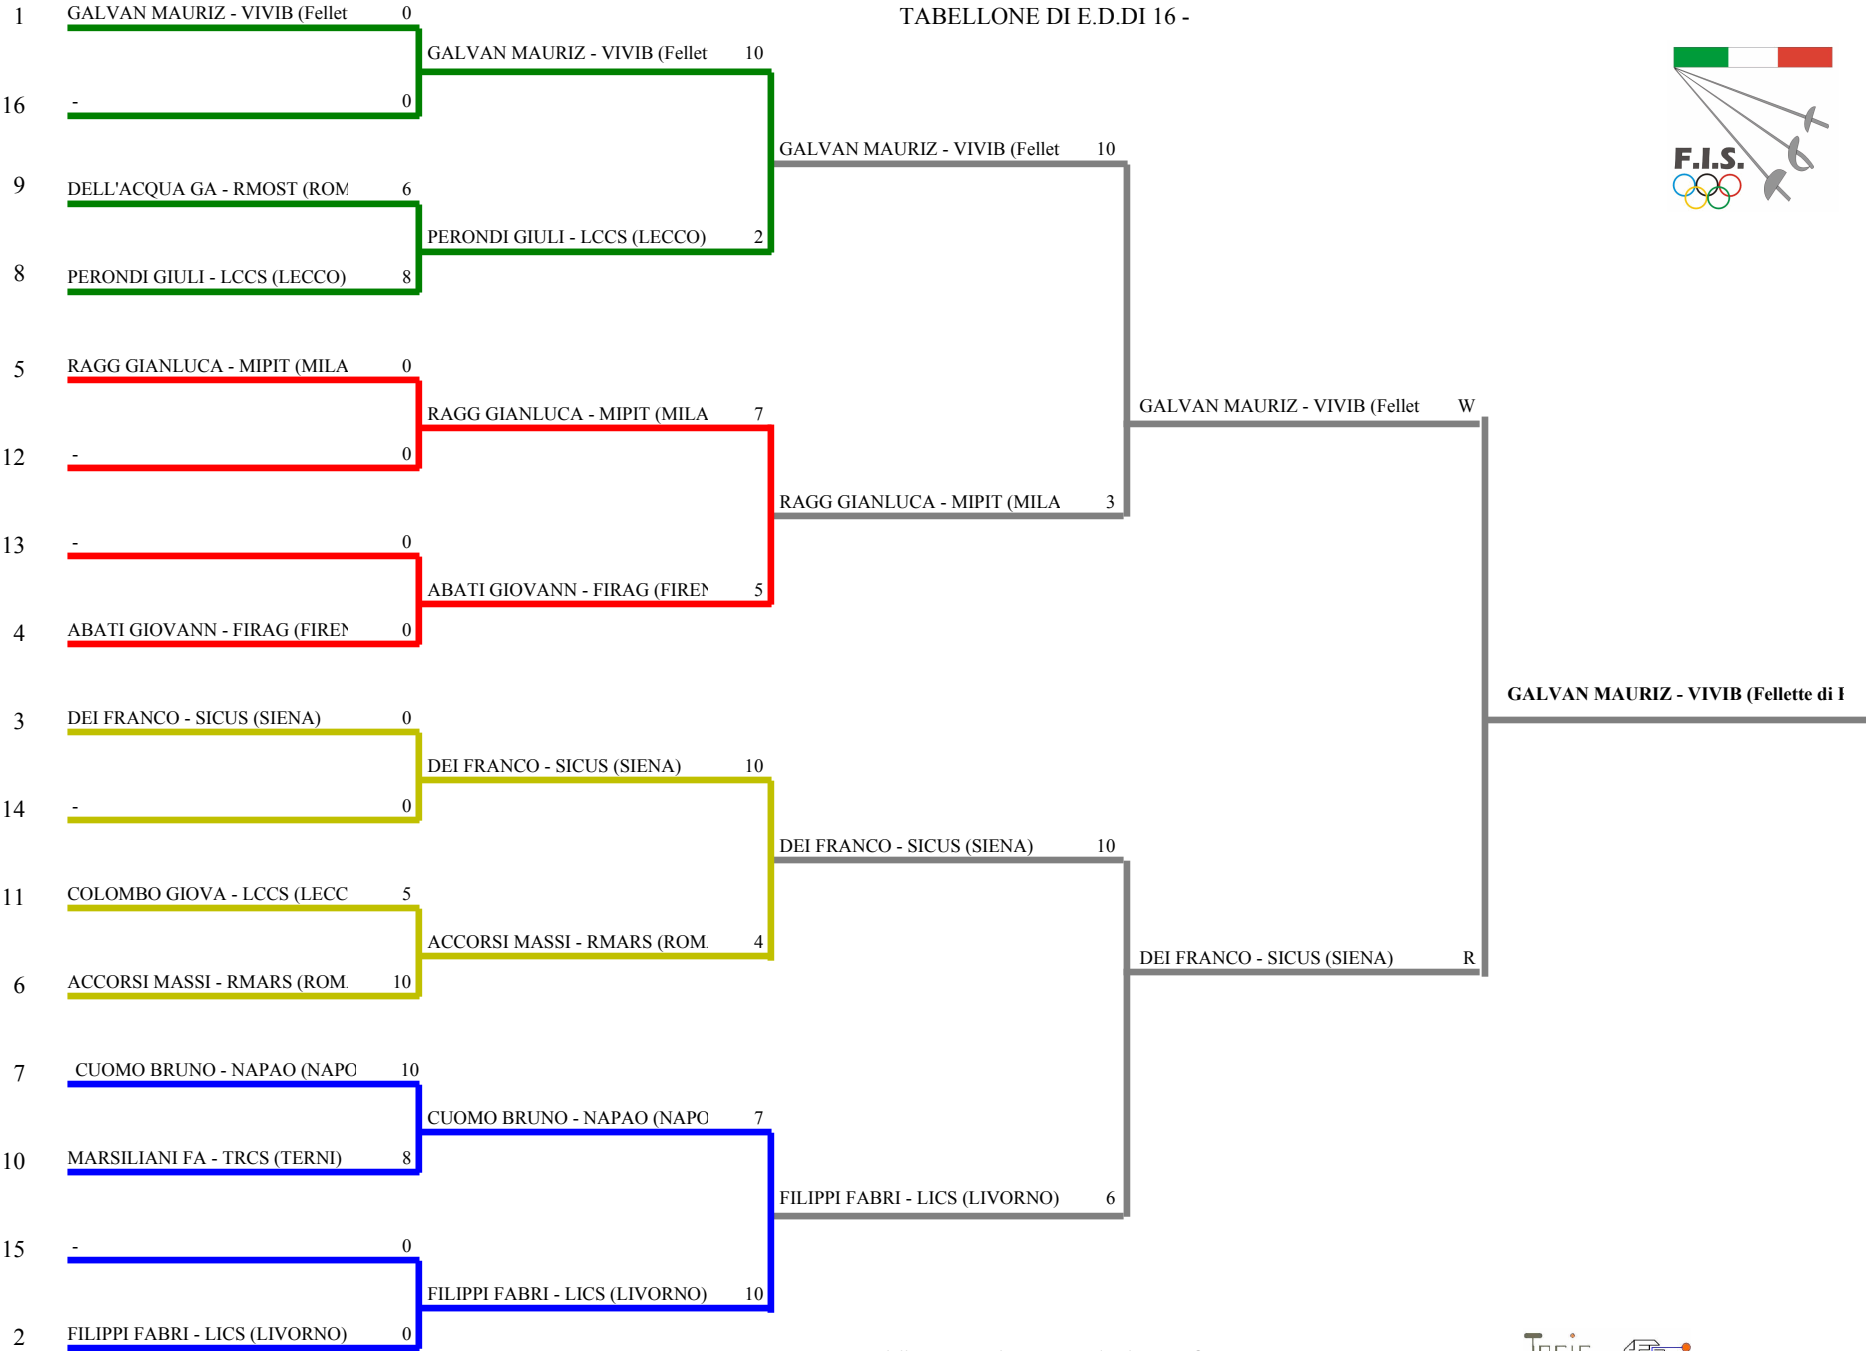 TABELLONE DI E.D.DI 16 -
F.I.S.
1 GALVAN MAURIZ - VIVIB (Fellet 0
16 - 0
9 DELL'ACQUA GA - RMOST (ROM 6
8 PERONDI GIULI - LCCS (LECCO) 8
5 RAGG GIANLUCA - MIPIT (MILA 0
12 - 0
13 - 0
4 ABATI GIOVANN - FIRAG (FIREN 0
3 DEI FRANCO - SICUS (SIENA) 0
14 - 0
11 COLOMBO GIOVA - LCCS (LECC 5
6 ACCORSI MASSI - RMARS (ROM. 10
7 CUOMO BRUNO - NAPAO (NAPO 10
10 MARSILIANI FA - TRCS (TERNI) 8
15 - 0
2 FILIPPI FABRI - LICS (LIVORNO) 0
GALVAN MAURIZ - VIVIB (Fellet 10
PERONDI GIULI - LCCS (LECCO) 2
RAGG GIANLUCA - MIPIT (MILA 7
ABATI GIOVANN - FIRAG (FIREN 5
DEI FRANCO - SICUS (SIENA) 10
ACCORSI MASSI - RMARS (ROM. 4
CUOMO BRUNO - NAPAO (NAPO 7
FILIPPI FABRI - LICS (LIVORNO) 10
GALVAN MAURIZ - VIVIB (Fellet 10
RAGG GIANLUCA - MIPIT (MILA 3
DEI FRANCO - SICUS (SIENA) 10
FILIPPI FABRI - LICS (LIVORNO) 6
GALVAN MAURIZ - VIVIB (Fellet W
DEI FRANCO - SICUS (SIENA) R
GALVAN MAURIZ - VIVIB (Fellette di